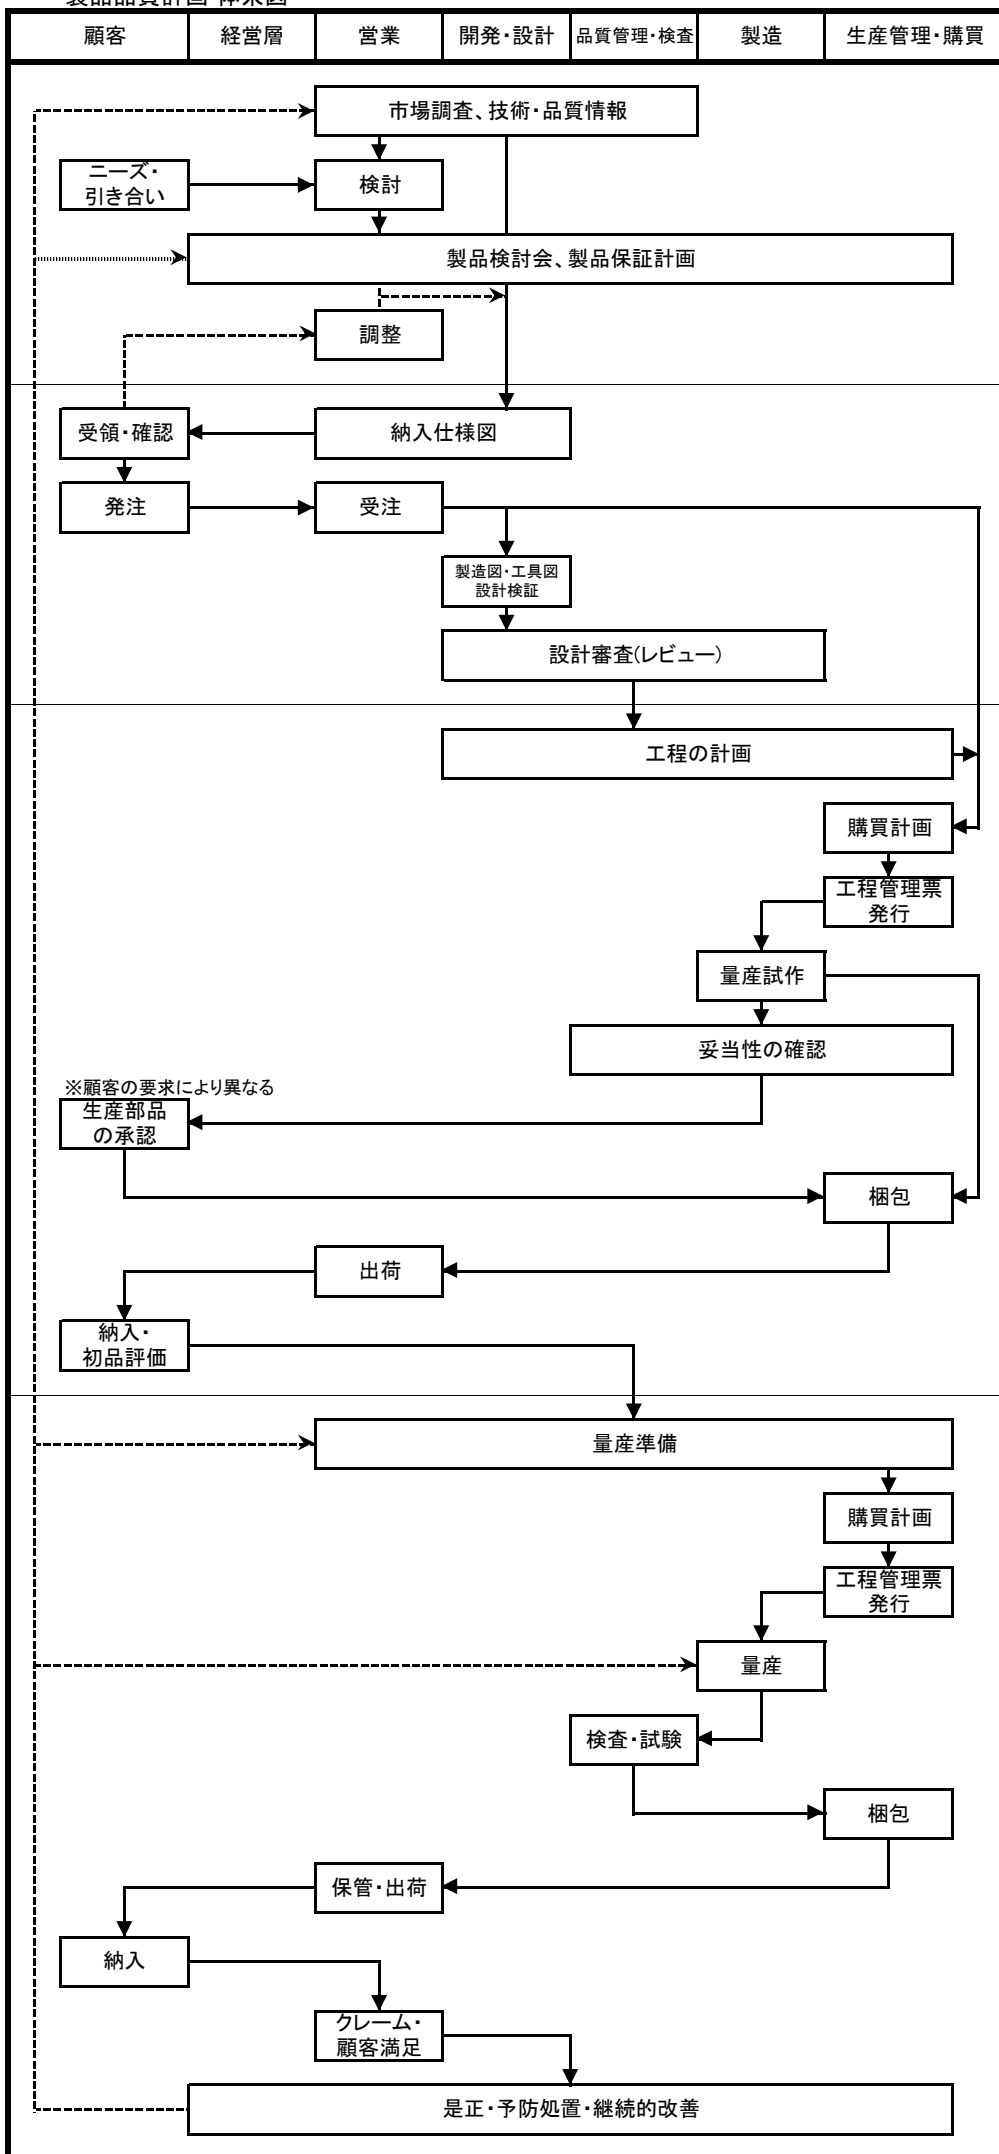 製品品質計画 体系図
顧客
経営層
営業
開発・設計
品質管理・検査
製造
生産管理・購買
市場調査、技術・品質情報
ニーズ・
引き合い
検討
製品検討会、製品保証計画
調整
受領・確認
納入仕様図
発注
受注
製造図・工具図
設計検証
設計審査(レビュー)
工程の計画
購買計画
工程管理票
発行
量産試作
妥当性の確認
※顧客の要求により異なる
生産部品
の承認
梱包
出荷
納入・
初品評価
量産準備
購買計画
工程管理票
発行
量産
検査・試験
梱包
保管・出荷
納入
クレーム・
顧客満足
是正・予防処置・継続的改善